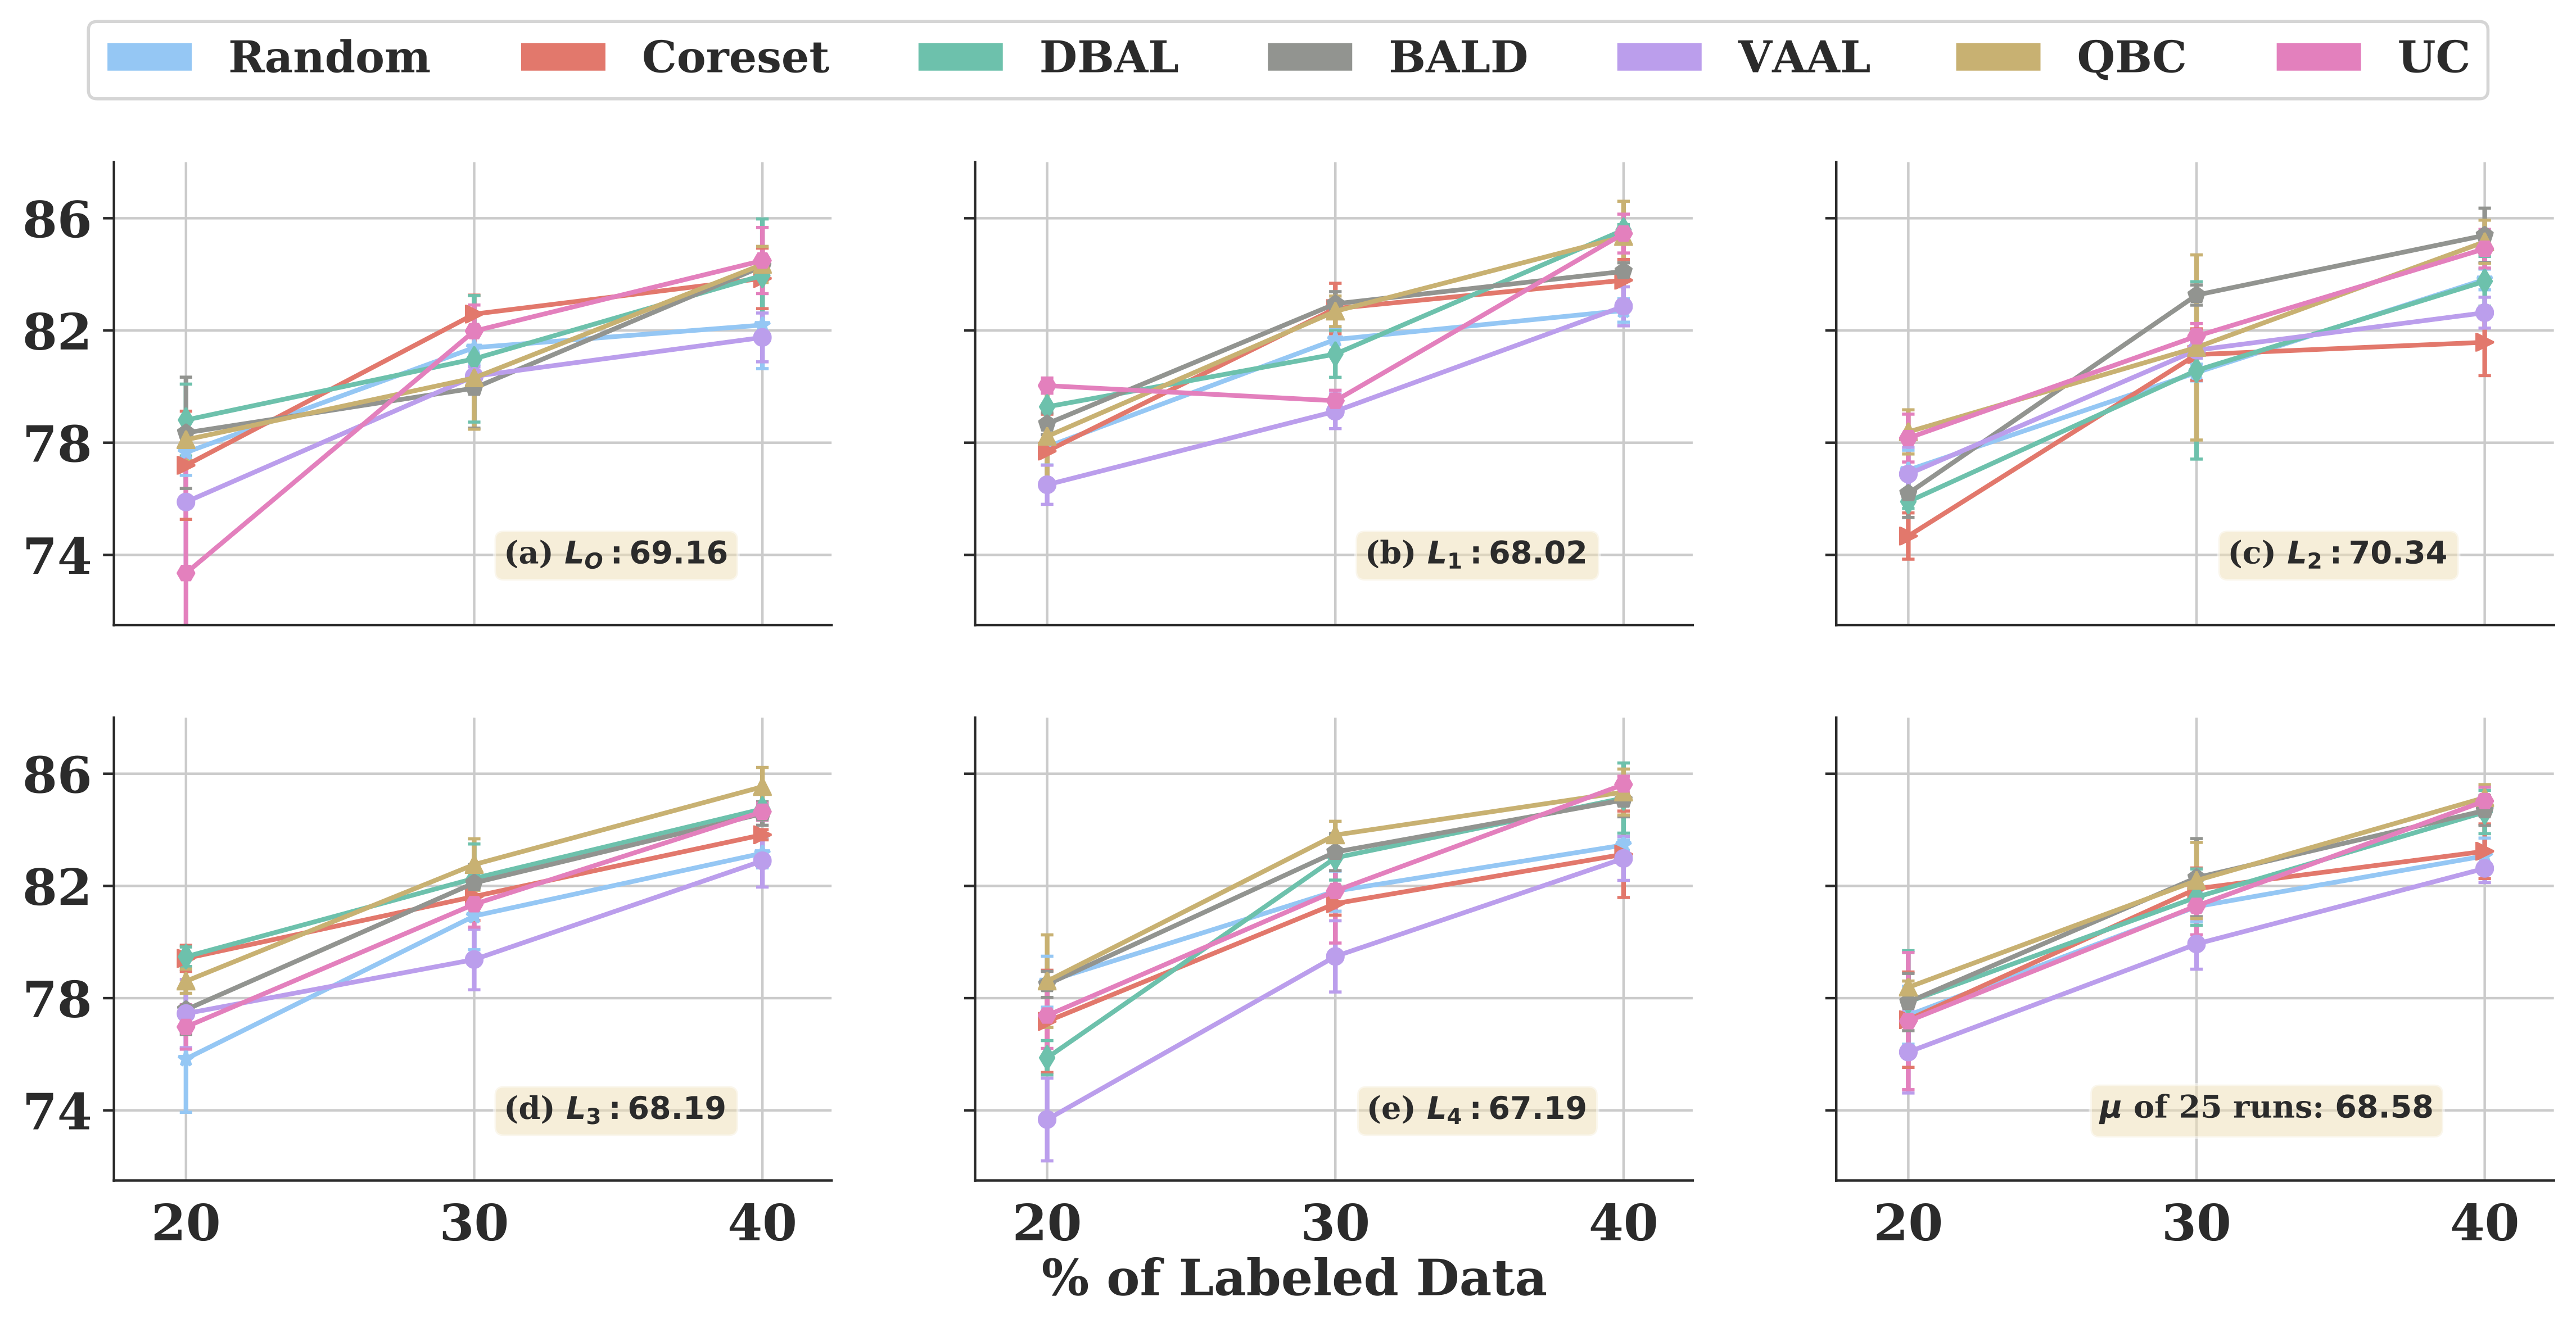 Random Coreset DBAL BALD VAAL QBC UC
86
82
78
74
(a) L_O : 69.16
(b) L_1 : 68.02
(c) L_2 : 70.34
86
82
78
74
(d) L_3 : 68.19
(e) L_4 : 67.19
μ of 25 runs: 68.58
20 30 40 20 30 40 20 30 40
% of Labeled Data